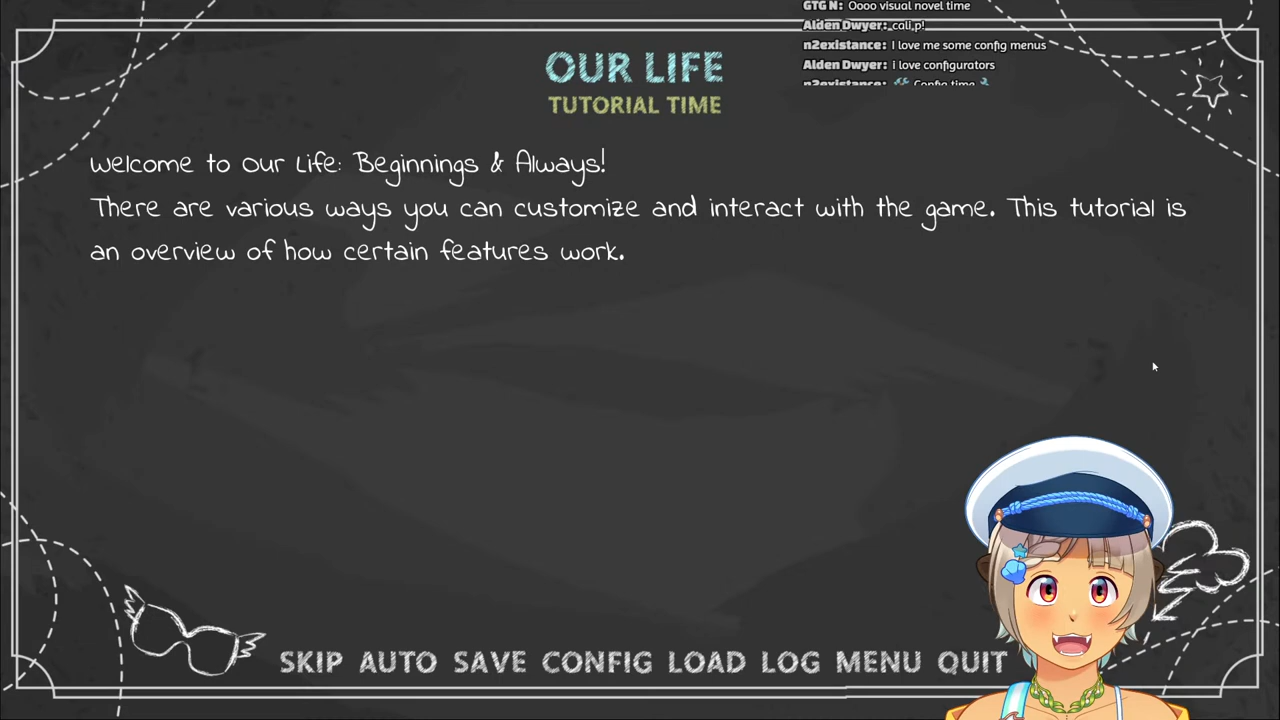 GTG N: Oooo visual novel time
Alden Dwyer: cali,p!
n2existance: I love me some config menus
Alden Dwyer: i love configurators
n2existance: 🛠️ Config time 🔧
OUR LIFE
TUTORIAL TIME
Welcome to Our Life: Beginnings & Always!
There are various ways you can customize and interact with the game. This tutorial is
an overview of how certain features work.
SKIP AUTO SAVE CONFIG LOAD LOG MENU QUIT